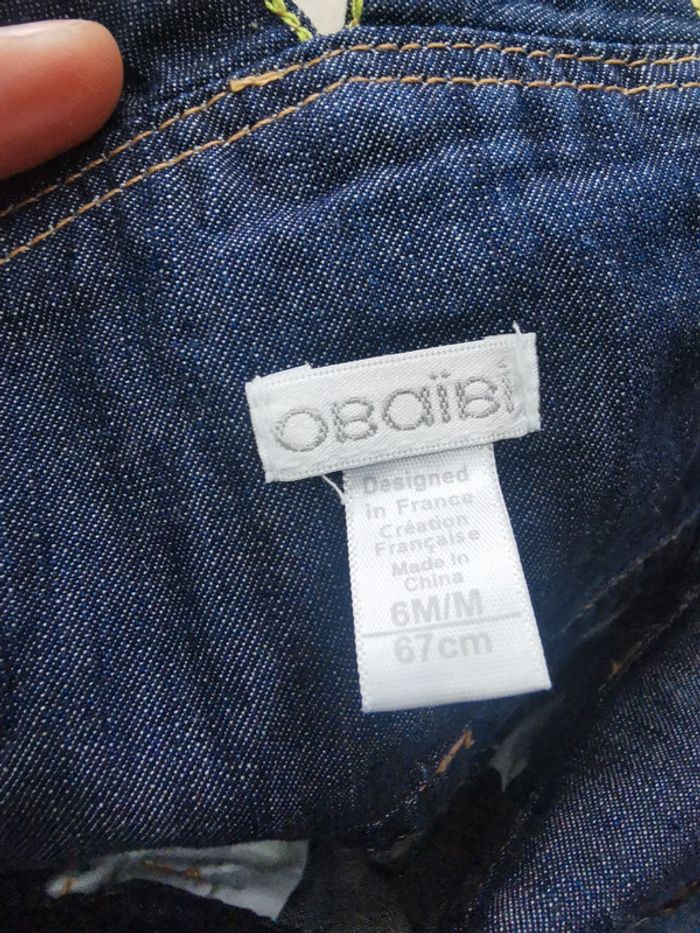 OBaïBi
Designed
in France
Création
Française
Made in
China
6M/M
67cm